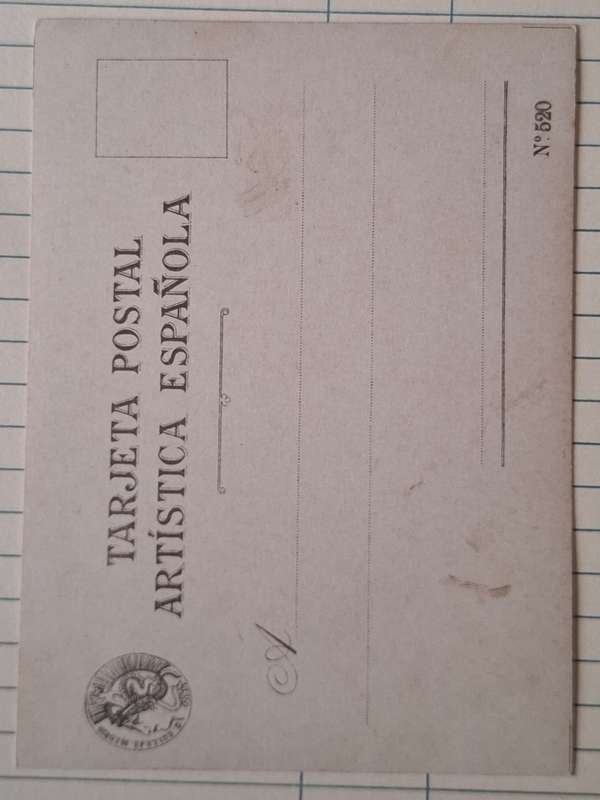 TARJETA POSTAL
ARTÍSTICA ESPAÑOLA
A
Nº 520